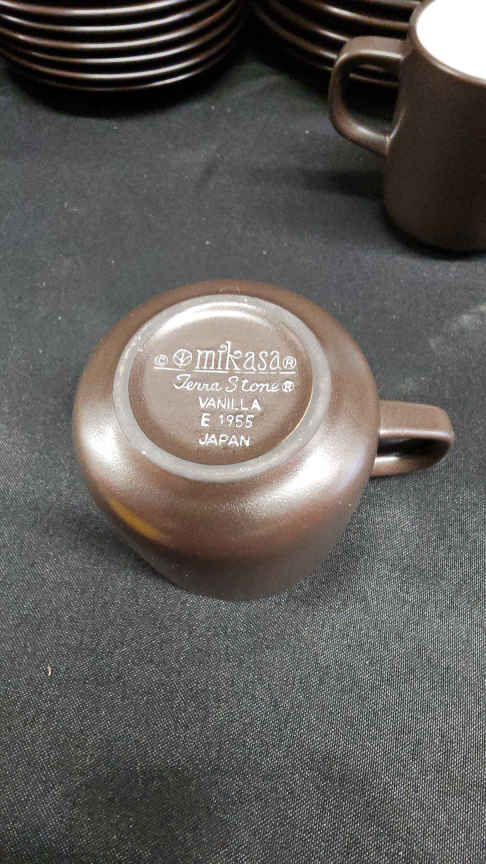 © mikasa®
Terra Stone®
VANILLA
E 1955
JAPAN